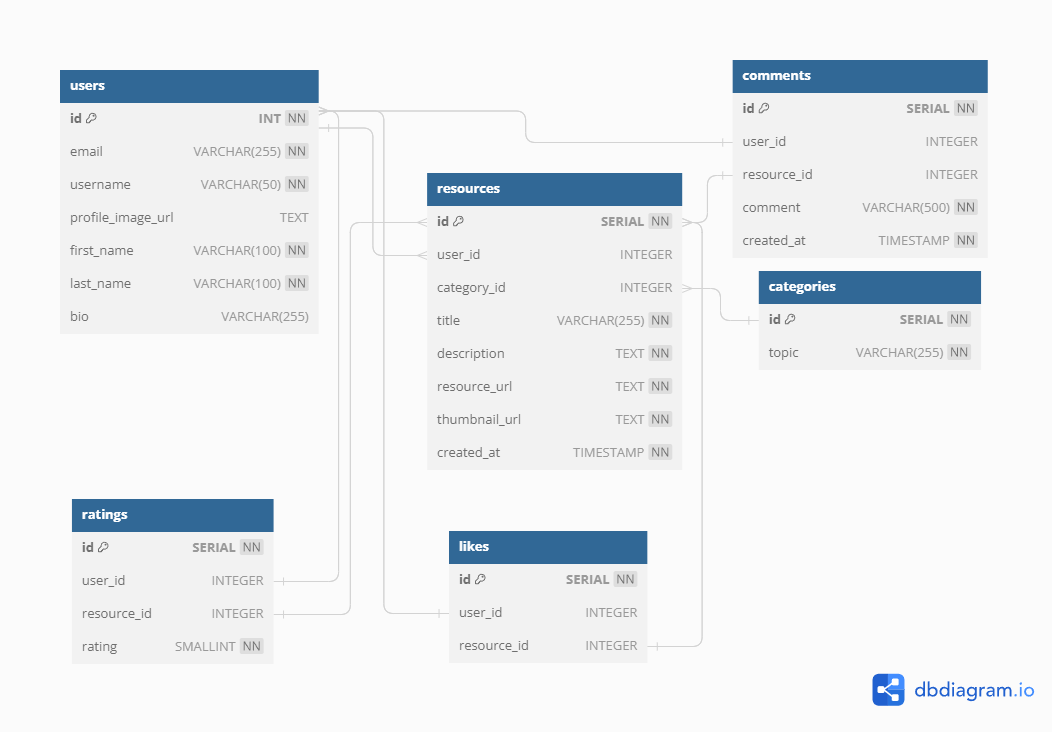 users
id INT NN
email VARCHAR(255) NN
username VARCHAR(50) NN
profile_image_url TEXT
first_name VARCHAR(100) NN
last_name VARCHAR(100) NN
bio VARCHAR(255)
resources
id SERIAL NN
user_id INTEGER
category_id INTEGER
title VARCHAR(255) NN
description TEXT NN
resource_url TEXT NN
thumbnail_url TEXT NN
created_at TIMESTAMP NN
comments
id SERIAL NN
user_id INTEGER
resource_id INTEGER
comment VARCHAR(500) NN
created_at TIMESTAMP NN
categories
id SERIAL NN
topic VARCHAR(255) NN
ratings
id SERIAL NN
user_id INTEGER
resource_id INTEGER
rating SMALLINT NN
likes
id SERIAL NN
user_id INTEGER
resource_id INTEGER
dbdiagram.io